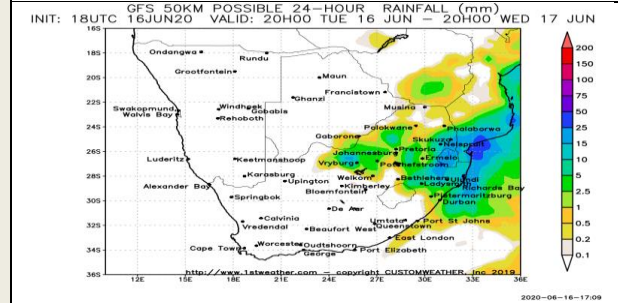 GFS 50KM POSSIBLE 24-HOUR RAINFALL (mm)
INIT: 18UTC 16JUN20 VALID: 20H00 TUE 16 JUN - 20H00 WED 17 JUN
16S
18S
20S
22S
24S
26S
28S
30S
32S
34S
36S
Ondangwa
Rundu
Grootfontein
Maun
Francistown
Ghanzi
Musina
Swakopmund
Windhoek
Gobabis
Walvis Bay
Rehoboth
Polokwane
Phalaborwa
Gaborone
Skukuza
Pretoria
Nelspruit
Johannesburg
Ermelo
Luderitz
Keetmanshoop
Vryburg
Potchefstroom
Karasburg
Upington
Welkom
Bethlehem
Ulundi
Alexander Bay
Kimberley
Ladysmith
Richards Bay
Bloemfontein
Springbok
Pietermaritzburg
Durban
De Aar
Calvinia
Umtata
Port St Johns
Vredendal
Beaufort West
Queenstown
East London
Cape Town
Worcester
Oudtshoorn
George
Port Elizabeth
http://www.1stweather.com - copyright CUSTOMWEATHER, Inc 2019
12E 15E 18E 21E 24E 27E 30E 33E 36E
200
150
100
75
50
25
15
10
5
2.5
1
0.5
0.2
0.1
2020-06-16-17:09